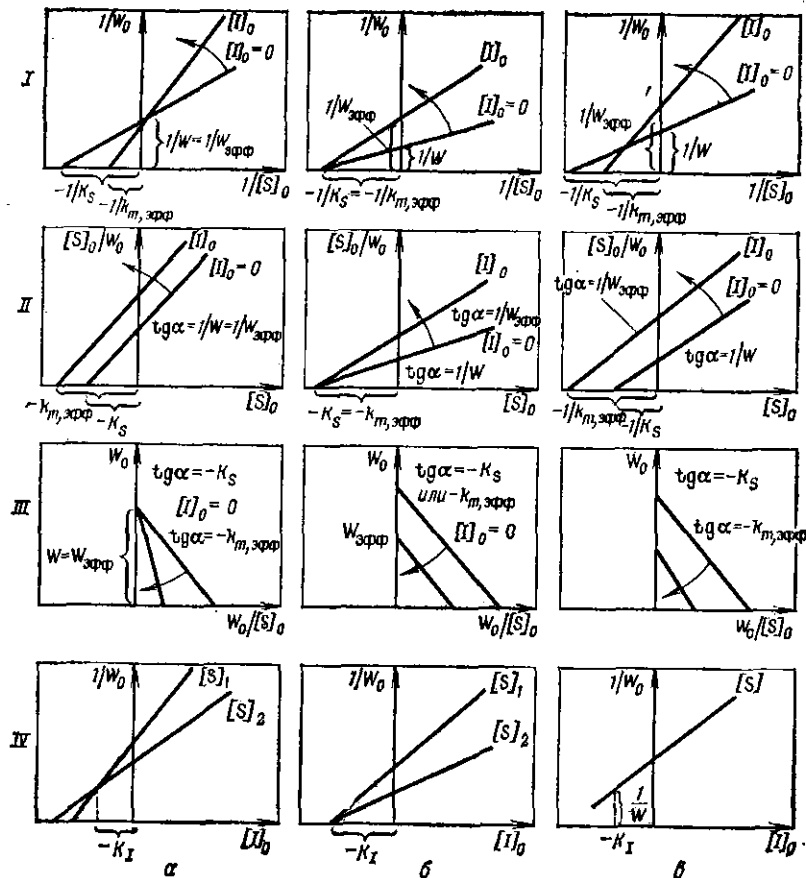 I
1/W₀
[I]₀
[I]₀=0
1/W=1/Wэфф
-1/Kₛ
-1/kₘ,эфф
1/[S]₀
1/W₀
[I]₀
1/Wэфф
[I]₀=0
1/W
-1/Kₛ=-1/kₘ,эфф
1/[S]₀
1/W₀
[I]₀
[I]₀=0
1/Wэфф
1/W
-1/Kₛ
-1/kₘ,эфф
1/[S]₀
II
[S]₀/W₀
[I]₀
[I]₀=0
tgα=1/W=1/Wэфф
-kₘ,эфф
-Kₛ
[S]₀
[S]₀/W₀
[I]₀
tgα=1/Wэфф
[I]₀=0
tgα=1/W
-Kₛ=-kₘ,эфф
[S]₀
[S]₀/W₀
[I]₀
tgα=1/Wэфф
[I]₀=0
tgα=1/W
-1/kₘ,эфф
-1/Kₛ
[S]₀
III
W₀
tgα=-Kₛ
[I]₀=0
tgα=-kₘ,эфф
W=Wэфф
W₀/[S]₀
W₀
tgα=-Kₛ
или-kₘ,эфф
Wэфф
[I]₀=0
W₀/[S]₀
W₀
tgα=-Kₛ
tgα=-kₘ,эфф
W₀/[S]₀
IV
1/W₀
[S]₁
[S]₂
-K_I
[I]₀
а
1/W₀
[S]₁
[S]₂
-K_I
[I]₀
б
1/W₀
[S]
1/W
-K_I
[I]₀
в